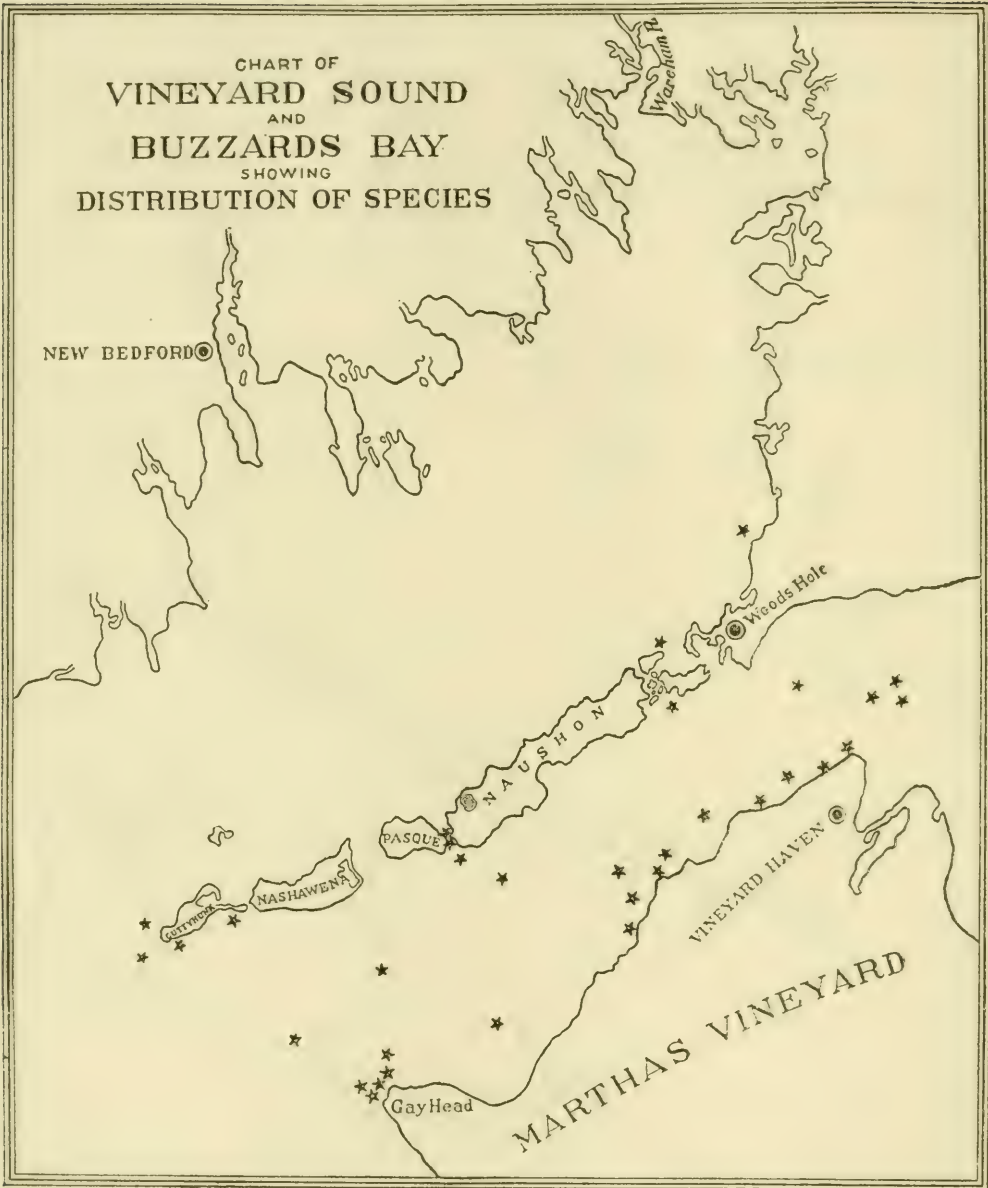 CHART OF
VINEYARD SOUND
AND
BUZZARDS BAY
SHOWING
DISTRIBUTION OF SPECIES
Wareham R.
NEW BEDFORD
Woods Hole
NAUSHON
PASQUE
NASHAWENA
CUTTYHUNK
VINEYARD HAVEN
MARTHAS VINEYARD
Gay Head